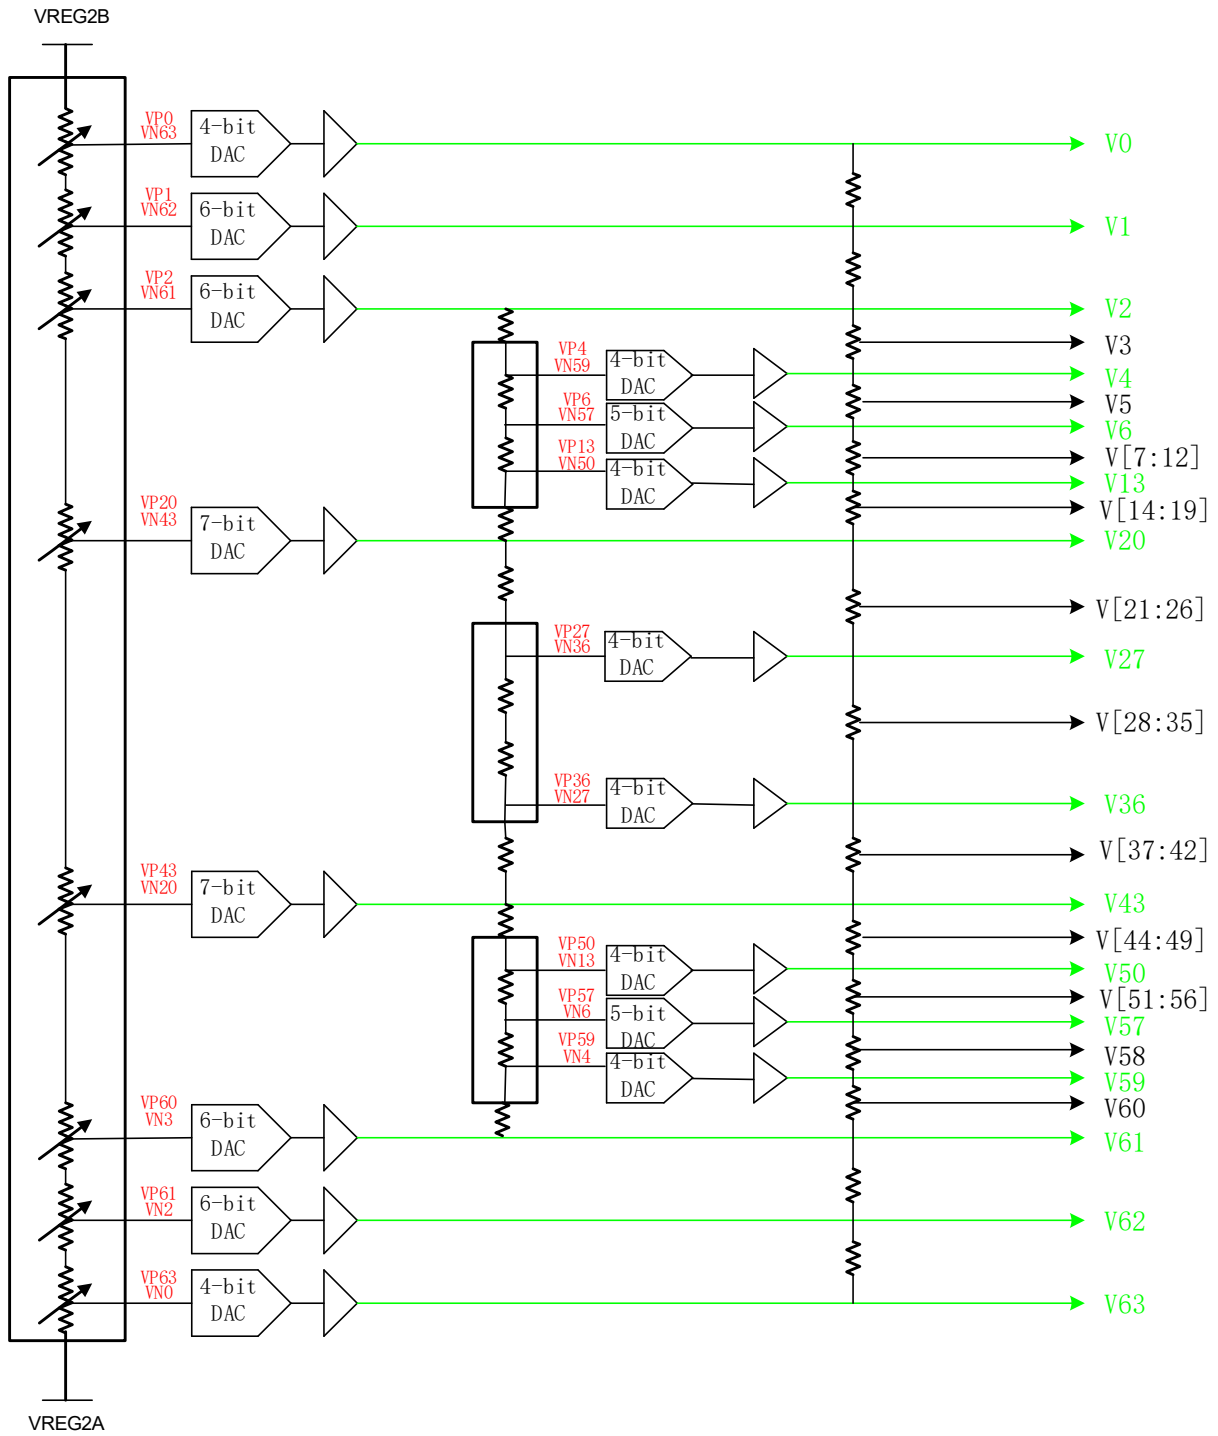 VREG2B
VP0
VN63
4-bit
DAC
V0
VP1
VN62
6-bit
DAC
V1
VP2
VN61
6-bit
DAC
V2
V3
VP4
VN59
4-bit
DAC
V4
V5
VP6
VN57
5-bit
DAC
V6
V[7:12]
VP13
VN50
4-bit
DAC
V13
V[14:19]
VP20
VN43
7-bit
DAC
V20
V[21:26]
VP27
VN36
4-bit
DAC
V27
V[28:35]
VP36
VN27
4-bit
DAC
V36
V[37:42]
VP43
VN20
7-bit
DAC
V43
V[44:49]
VP50
VN13
4-bit
DAC
V50
V[51:56]
VP57
VN6
5-bit
DAC
V57
V58
VP59
VN4
4-bit
DAC
V59
V60
VP60
VN3
6-bit
DAC
V61
VP61
VN2
6-bit
DAC
V62
VP63
VN0
4-bit
DAC
V63
VREG2A